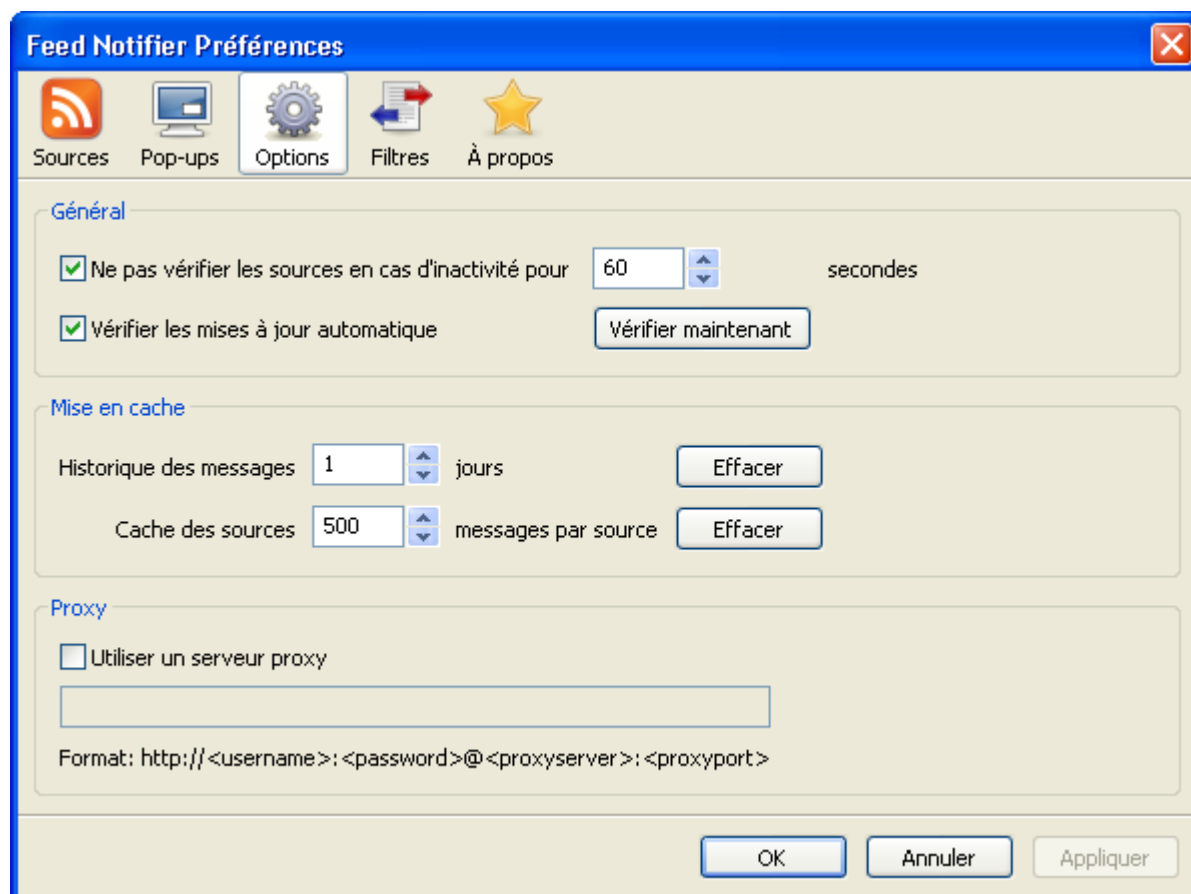 Feed Notifier Préférences
Sources Pop-ups Options Filtres À propos
Général
Ne pas vérifier les sources en cas d'inactivité pour 60 secondes
Vérifier les mises à jour automatique Vérifier maintenant
Mise en cache
Historique des messages 1 jours Effacer
Cache des sources 500 messages par source Effacer
Proxy
Utiliser un serveur proxy
Format: http://<username>:<password>@<proxyserver>:<proxyport>
OK Annuler Appliquer